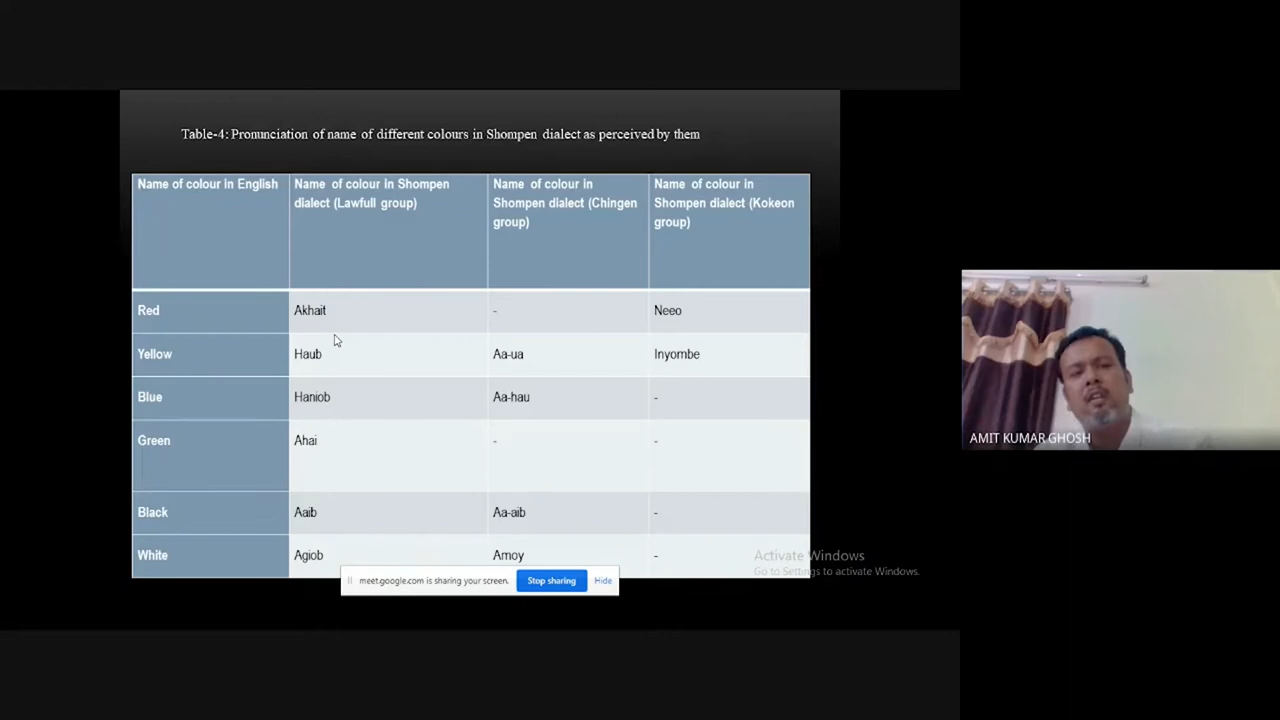 Table-4: Pronunciation of name of different colours in Shompen dialect as perceived by them
Name of colour in English
Name of colour in Shompen
dialect (Lawfull group)
Name of colour in
Shompen dialect (Chingen
group)
Name of colour in
Shompen dialect (Kokeon
group)
Red
Akhait
-
Neeo
Yellow
Haub
Aa-ua
Inyombe
Blue
Haniob
Aa-hau
-
Green
Ahai
-
-
Black
Aaib
Aa-aib
-
White
Agiob
Amoy
-
AMIT KUMAR GHOSH
Activate Windows
Go to Settings to activate Windows.
meet.google.com is sharing your screen.
Stop sharing
Hide